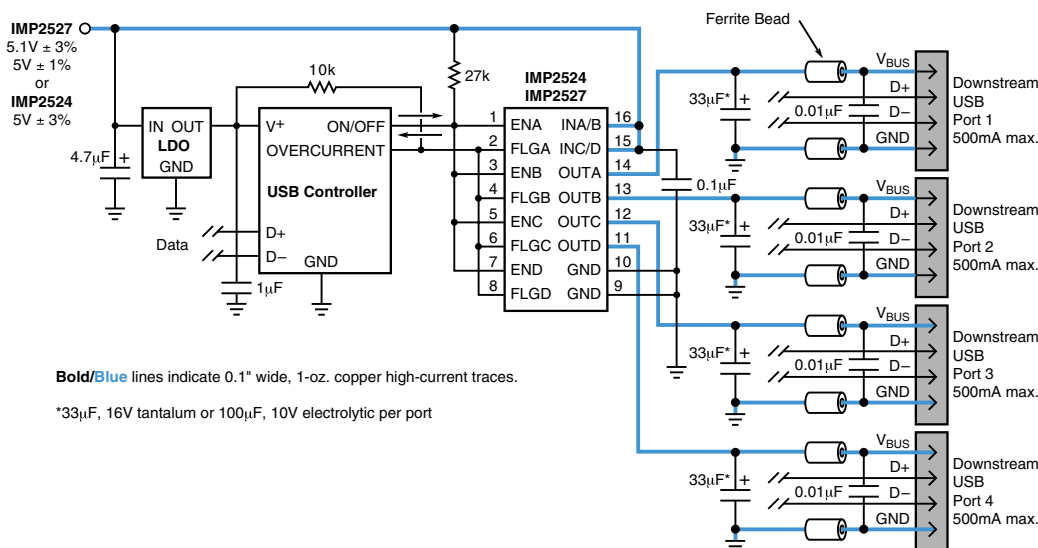 IMP2527
5.1V ± 3%
5V ± 1%
or
IMP2524
5V ± 3%
4.7µF +
IN OUT
LDO
GND
10k
V+ ON/OFF
OVERCURRENT
USB Controller
D+
D−
GND
Data
1µF
27k
IMP2524
IMP2527
1 ENA INA/B 16
2 FLGA INC/D 15
3 ENB OUTA 14
4 FLGB OUTB 13
5 ENC OUTC 12
6 FLGC OUTD 11
7 END GND 10
8 FLGD GND 9
0.1µF
Ferrite Bead
33µF* +
0.01µF
VBUS
D+
D−
GND
Downstream
USB
Port 1
500mA max.
33µF* +
0.01µF
VBUS
D+
D−
GND
Downstream
USB
Port 2
500mA max.
33µF* +
0.01µF
VBUS
D+
D−
GND
Downstream
USB
Port 3
500mA max.
33µF* +
0.01µF
VBUS
D+
D−
GND
Downstream
USB
Port 4
500mA max.
Bold/Blue lines indicate 0.1" wide, 1-oz. copper high-current traces.
*33µF, 16V tantalum or 100µF, 10V electrolytic per port